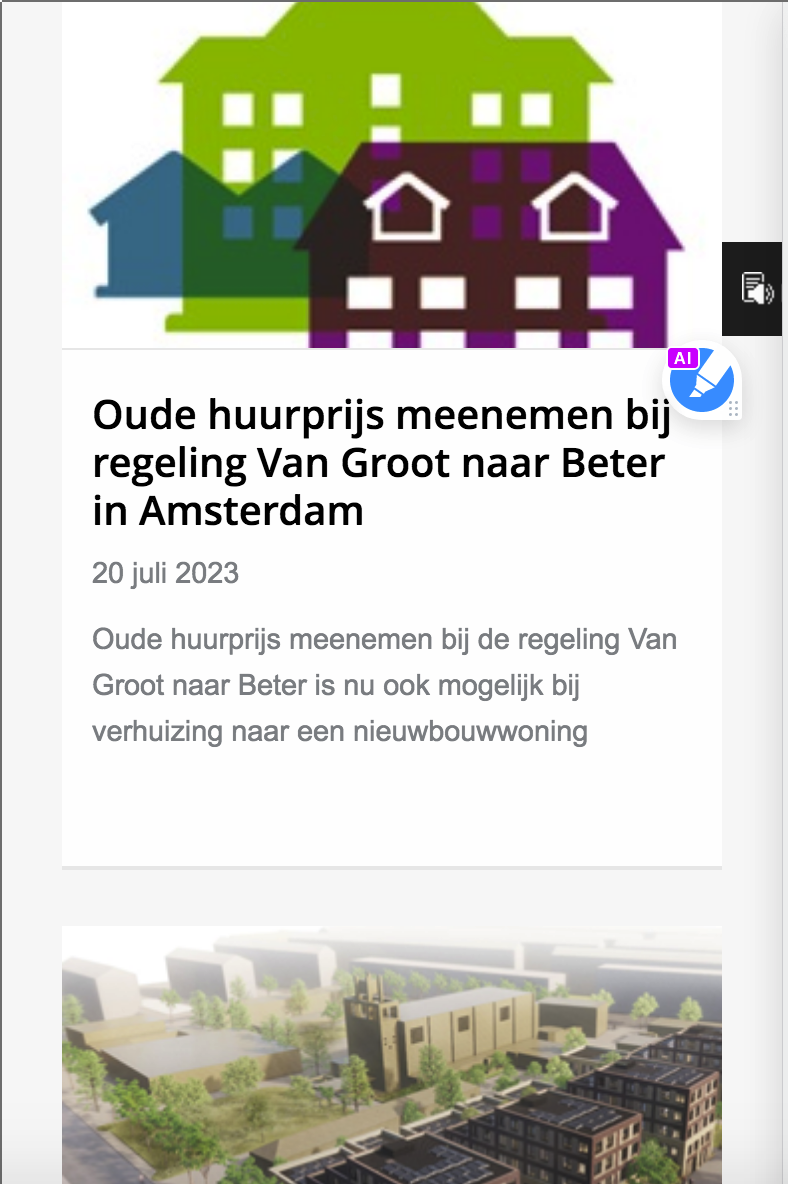 AI
Oude huurprijs meenemen bij
regeling Van Groot naar Beter
in Amsterdam
20 juli 2023
Oude huurprijs meenemen bij de regeling Van
Groot naar Beter is nu ook mogelijk bij
verhuizing naar een nieuwbouwwoning